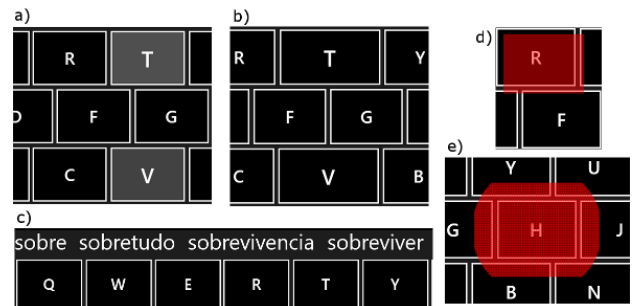 a)
R T
D F G
C V
b)
R T Y
F G
C V B
c)
sobre sobretudo sobrevivencia sobreviver
Q W E R T Y
d)
R
F
e)
Y U
G H J
B N